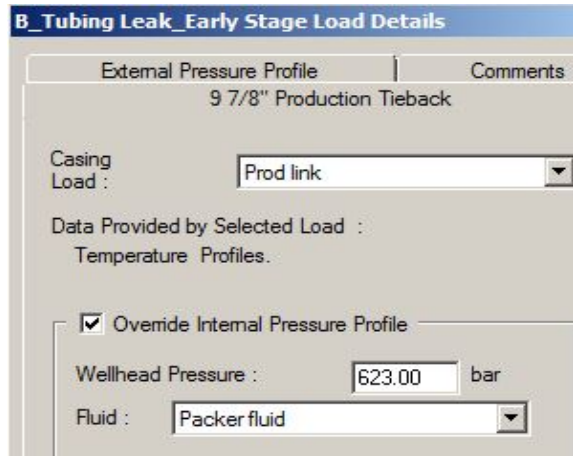 B_Tubing Leak_Early Stage Load Details
External Pressure Profile
Comments
9 7/8" Production Tieback
Casing
Load :
Prod link
Data Provided by Selected Load :
Temperature Profiles.
Override Internal Pressure Profile
Wellhead Pressure : 623.00 bar
Fluid : Packer fluid